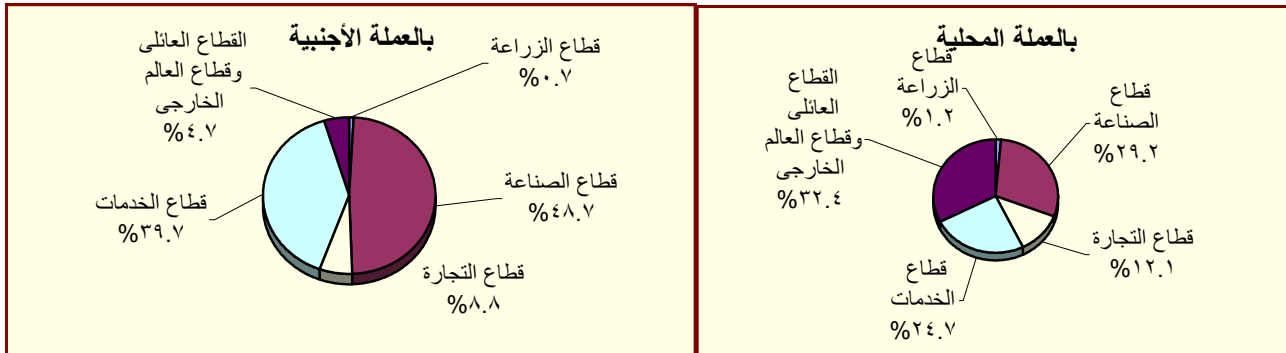 بالعملة المحلية
قطاع
الزراعة
%١.٢
قطاع
الصناعة
%٢٩.٢
قطاع التجارة
%١٢.١
قطاع
الخدمات
%٢٤.٧
القطاع
العائلى
وقطاع العالم
الخارجى
%٣٢.٤
بالعملة الأجنبية
قطاع الزراعة
%٠.٧
قطاع الصناعة
%٤٨.٧
قطاع التجارة
%٨.٨
قطاع الخدمات
%٣٩.٧
القطاع العائلى
وقطاع العالم
الخارجى
%٤.٧